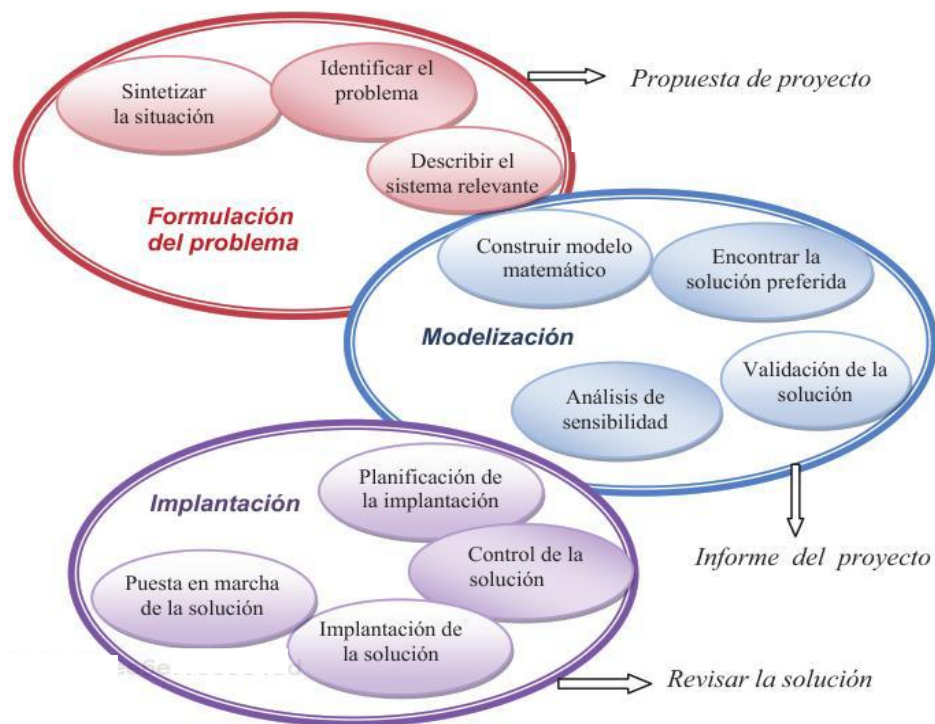 Sintetizar
la situación
Identificar el
problema
Describir el
sistema relevante
Formulación
del problema
Propuesta de proyecto
Construir modelo
matemático
Encontrar la
solución preferida
Modelización
Validación de la
solución
Análisis de
sensibilidad
Informe del proyecto
Implantación
Planificación de
la implantación
Control de la
solución
Puesta en marcha
de la solución
Implantación de
la solución
Revisar la solución